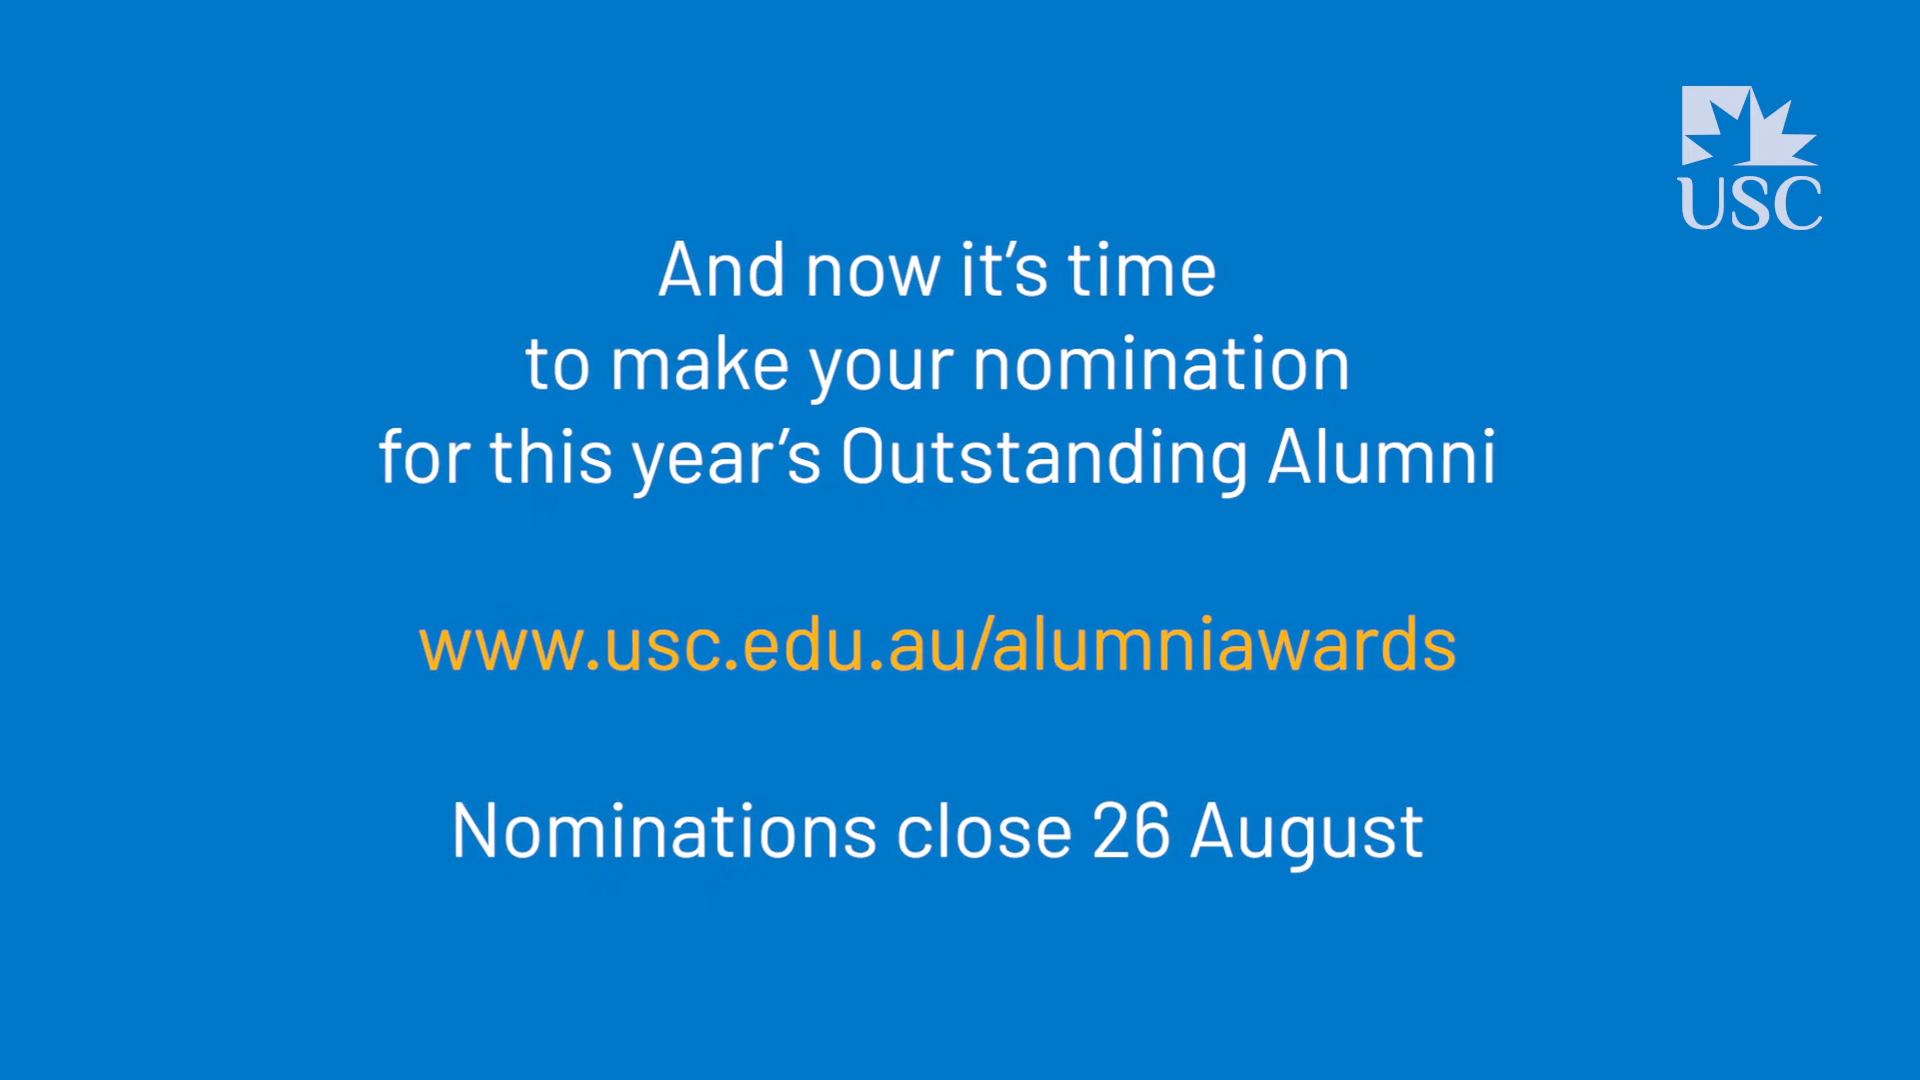 USC
And now it’s time
to make your nomination
for this year’s Outstanding Alumni
www.usc.edu.au/alumniawards
Nominations close 26 August